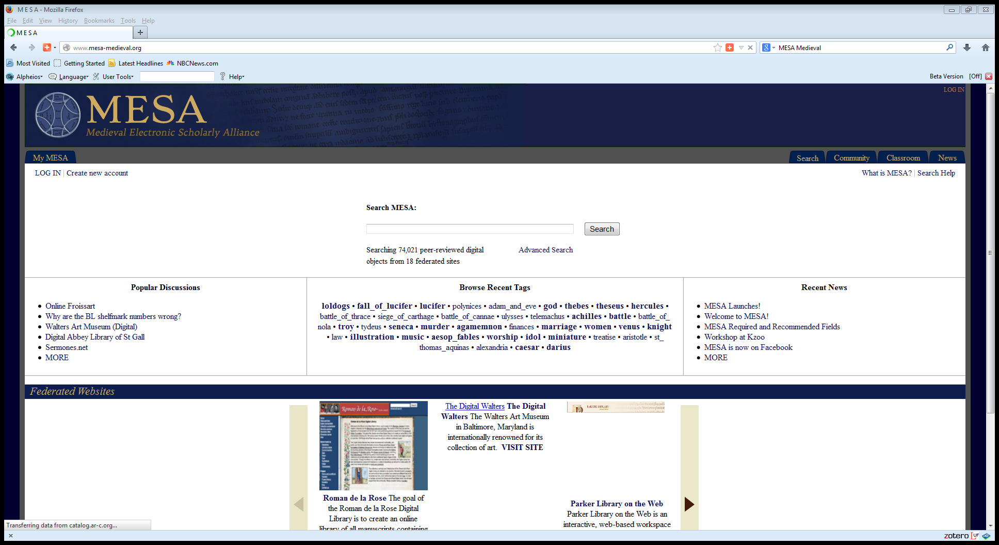 M E S A - Mozilla Firefox
File Edit View History Bookmarks Tools Help
M E S A
www.mesa-medieval.org
MESA Medieval
Most Visited Getting Started Latest Headlines NBCNews.com
Alpheios Language User Tools Help Beta Version [Off]
LOG IN
MESA
Medieval Electronic Scholarly Alliance
My MESA Search Community Classroom News
LOG IN | Create new account What is MESA? | Search Help
Search MESA:
Search
Searching 74,021 peer-reviewed digital
objects from 18 federated sites
Advanced Search
Popular Discussions
• Online Froissart
• Why are the BL shelfmark numbers wrong?
• Walters Art Museum (Digital)
• Digital Abbey Library of St Gall
• Sermones.net
• MORE
Browse Recent Tags
loldogs • fall_of_lucifer • lucifer • polynices • adam_and_eve • god • thebes • theseus • hercules •
battle_of_thrace • siege_of_carthage • battle_of_cannae • ulysses • telemachus • achilles • battle • battle_of_
nola • troy • tydeus • seneca • murder • agamemnon • finances • marriage • women • venus • knight
• law • illustration • music • aesop_fables • worship • idol • miniature • treatise • aristotle • st_
thomas_aquinas • alexandria • caesar • darius
Recent News
• MESA Launches!
• Welcome to MESA!
• MESA Required and Recommended Fields
• Workshop at Kzoo
• MESA is now on Facebook
• MORE
Federated Websites
Roman de la Rose
Roman de la Rose The goal of
the Roman de la Rose Digital
Library is to create an online
library of all manuscripts containing
The Digital Walters The Digital
Walters The Walters Art Museum
in Baltimore, Maryland is
internationally renowned for its
collection of art. VISIT SITE
PARKER LIBRARY
Parker Library on the Web
Parker Library on the Web is an
interactive, web-based workspace
Transferring data from catalog.ar-c.org...
zotero UF